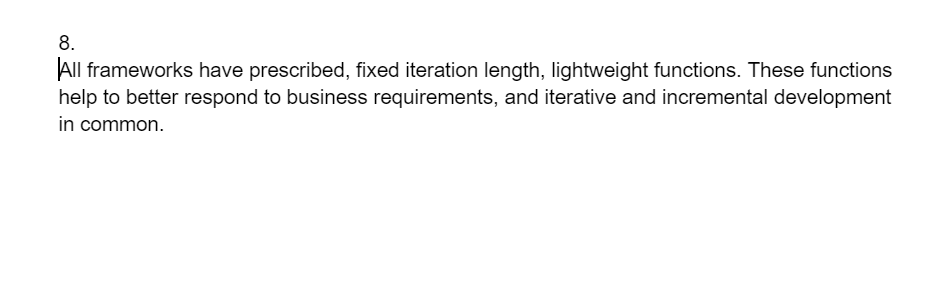 8.
All frameworks have prescribed, fixed iteration length, lightweight functions. These functions
help to better respond to business requirements, and iterative and incremental development
in common.